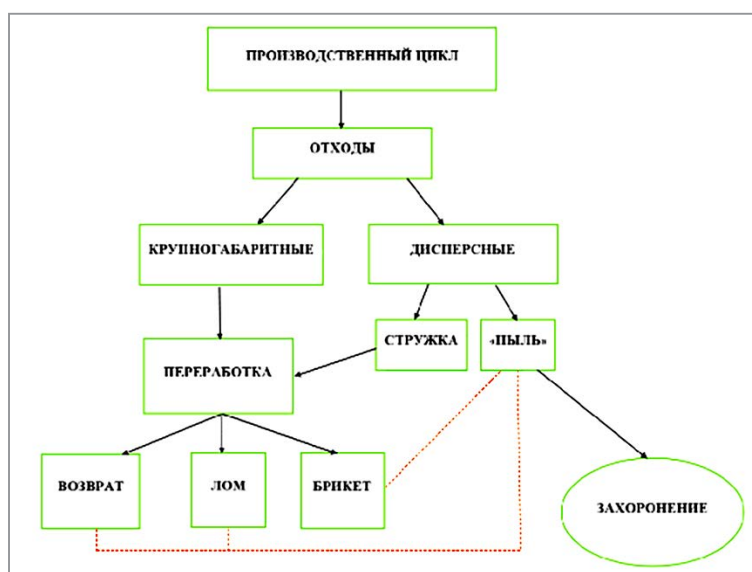 ПРОИЗВОДСТВЕННЫЙ ЦИКЛ
ОТХОДЫ
КРУПНОГАБАРИТНЫЕ
ДИСПЕРСНЫЕ
СТРУЖКА
«ПЫЛЬ»
ПЕРЕРАБОТКА
ВОЗВРАТ
ЛОМ
БРИКЕТ
ЗАХОРОНЕНИЕ